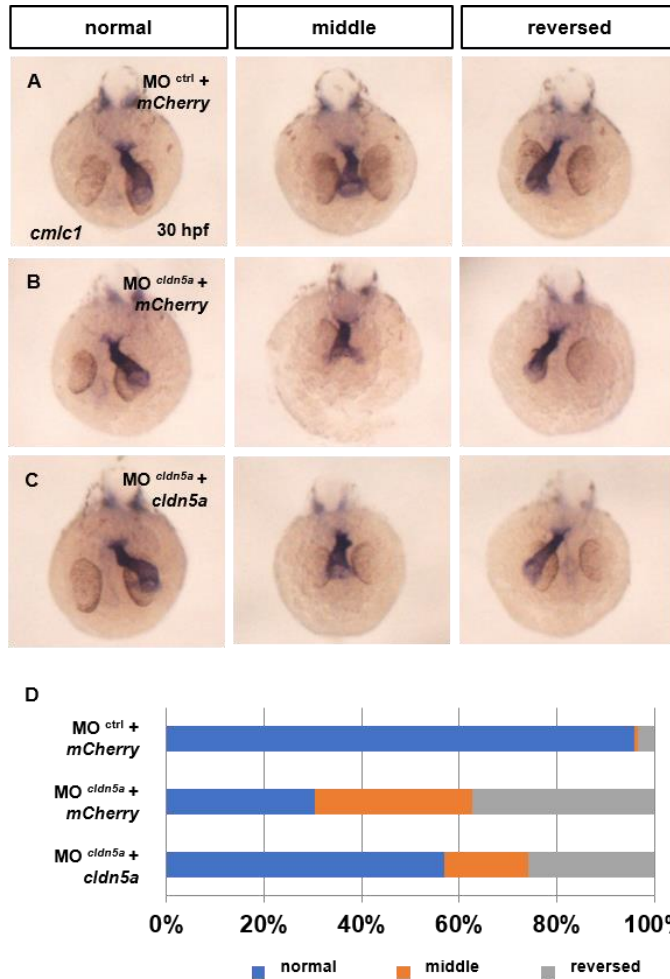 normal middle reversed
A MO ctrl +
mCherry
cmlc1 30 hpf
B MO cldn5a +
mCherry
C MO cldn5a +
cldn5a
D
MO ctrl +
mCherry
MO cldn5a +
mCherry
MO cldn5a +
cldn5a
0% 20% 40% 60% 80% 100%
normal middle reversed